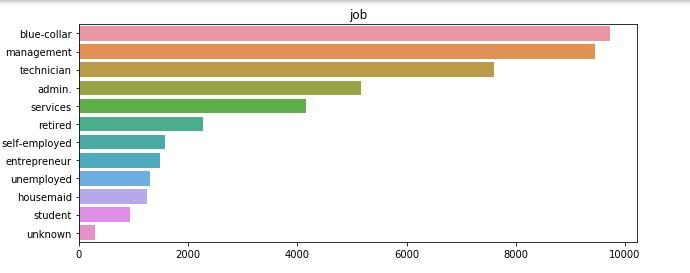 job
blue-collar
management
technician
admin.
services
retired
self-employed
entrepreneur
unemployed
housemaid
student
unknown
0 2000 4000 6000 8000 10000